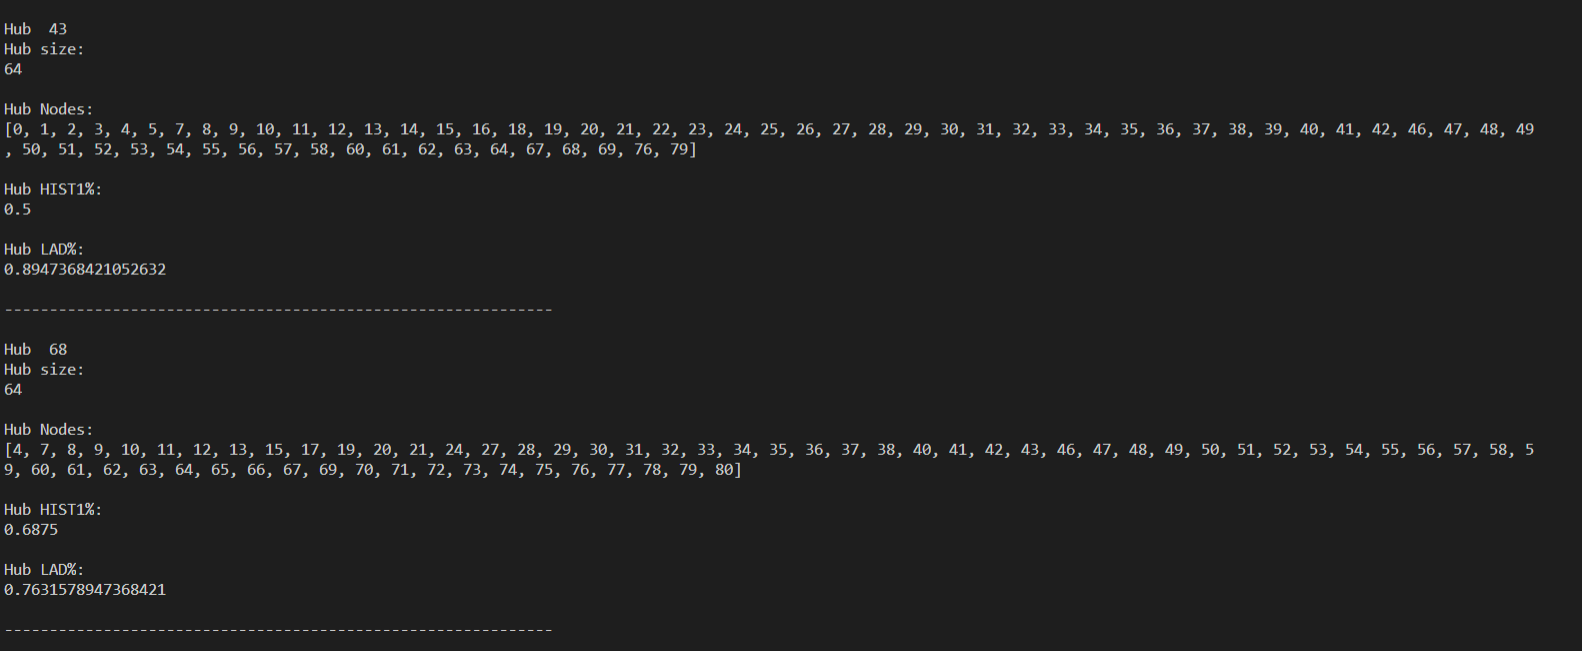 Hub  43
Hub size:
64
Hub Nodes:
[0, 1, 2, 3, 4, 5, 7, 8, 9, 10, 11, 12, 13, 14, 15, 16, 18, 19, 20, 21, 22, 23, 24, 25, 26, 27, 28, 29, 30, 31, 32, 33, 34, 35, 36, 37, 38, 39, 40, 41, 42, 46, 47, 48, 49
, 50, 51, 52, 53, 54, 55, 56, 57, 58, 60, 61, 62, 63, 64, 67, 68, 69, 76, 79]
Hub HIST1%:
0.5
Hub LAD%:
0.8947368421052632
-------------------------------------------------------------
Hub  68
Hub size:
64
Hub Nodes:
[4, 7, 8, 9, 10, 11, 12, 13, 15, 17, 19, 20, 21, 24, 27, 28, 29, 30, 31, 32, 33, 34, 35, 36, 37, 38, 40, 41, 42, 43, 46, 47, 48, 49, 50, 51, 52, 53, 54, 55, 56, 57, 58, 5
9, 60, 61, 62, 63, 64, 65, 66, 67, 69, 70, 71, 72, 73, 74, 75, 76, 77, 78, 79, 80]
Hub HIST1%:
0.6875
Hub LAD%:
0.7631578947368421
-------------------------------------------------------------